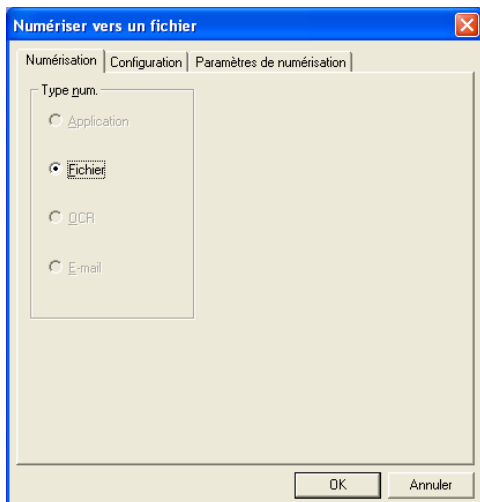 Numériser vers un fichier
Numérisation Configuration Paramètres de numérisation
Type num.
Application
Fichier
OCR
E-mail
OK Annuler